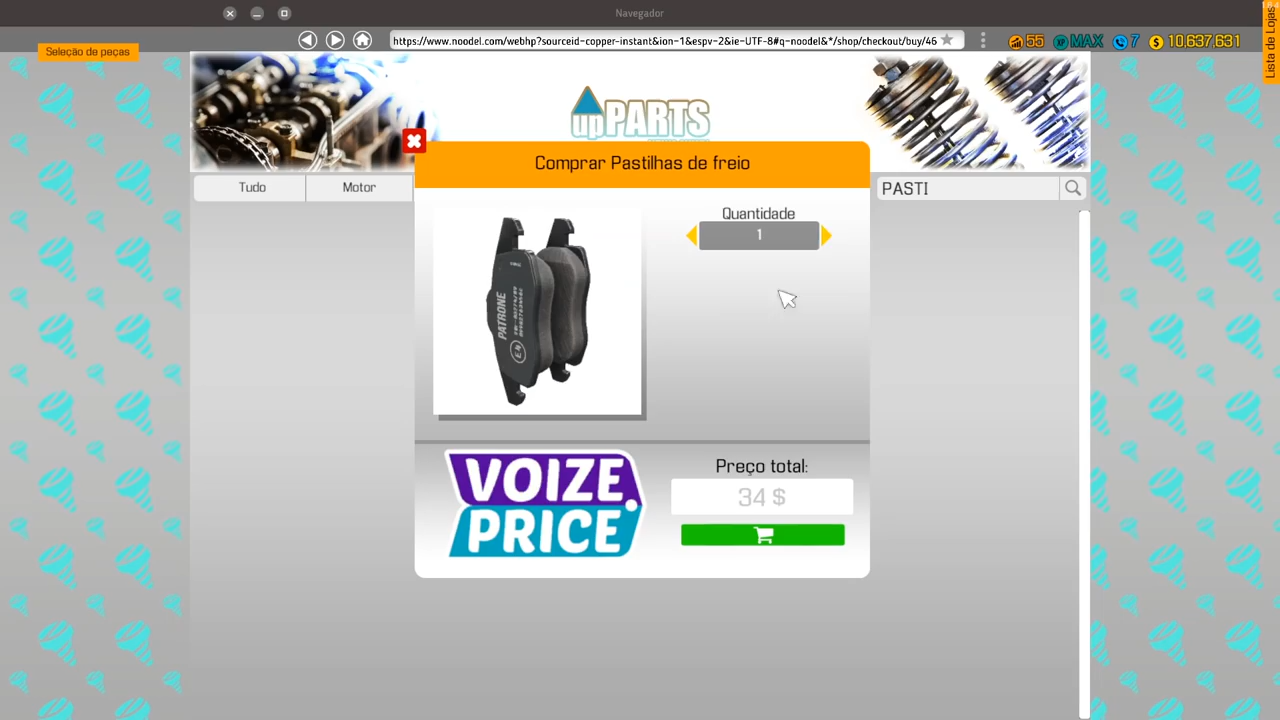 Navegador
https://www.noodel.com/webhp?sourceid-copper-instant&ion-1&espv-2&ie-UTF-8#q-noodel&*/shop/checkout/buy/46
55 XP MAX 7 $ 10,637,631
Lista de Lojas
Seleção de peças
upPARTS
Comprar Pastilhas de freio
Tudo
Motor
PASTI
Quantidade
1
PATRONE
VOIZE.
PRICE
Preço total:
34 $